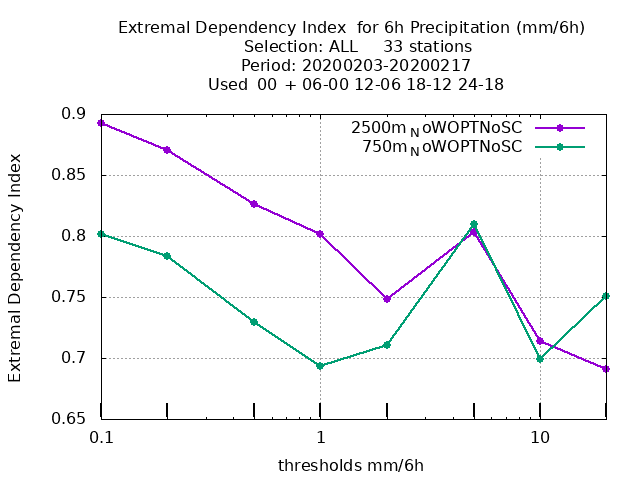 Extremal Dependency Index  for 6h Precipitation (mm/6h)
Selection: ALL     33 stations
Period: 20200203-20200217
Used  00  + 06-00 12-06 18-12 24-18
2500m_NoWOPTNoSC
750m_NoWOPTNoSC
Extremal Dependency Index
0.9
0.85
0.8
0.75
0.7
0.65
0.1
1
10
thresholds mm/6h